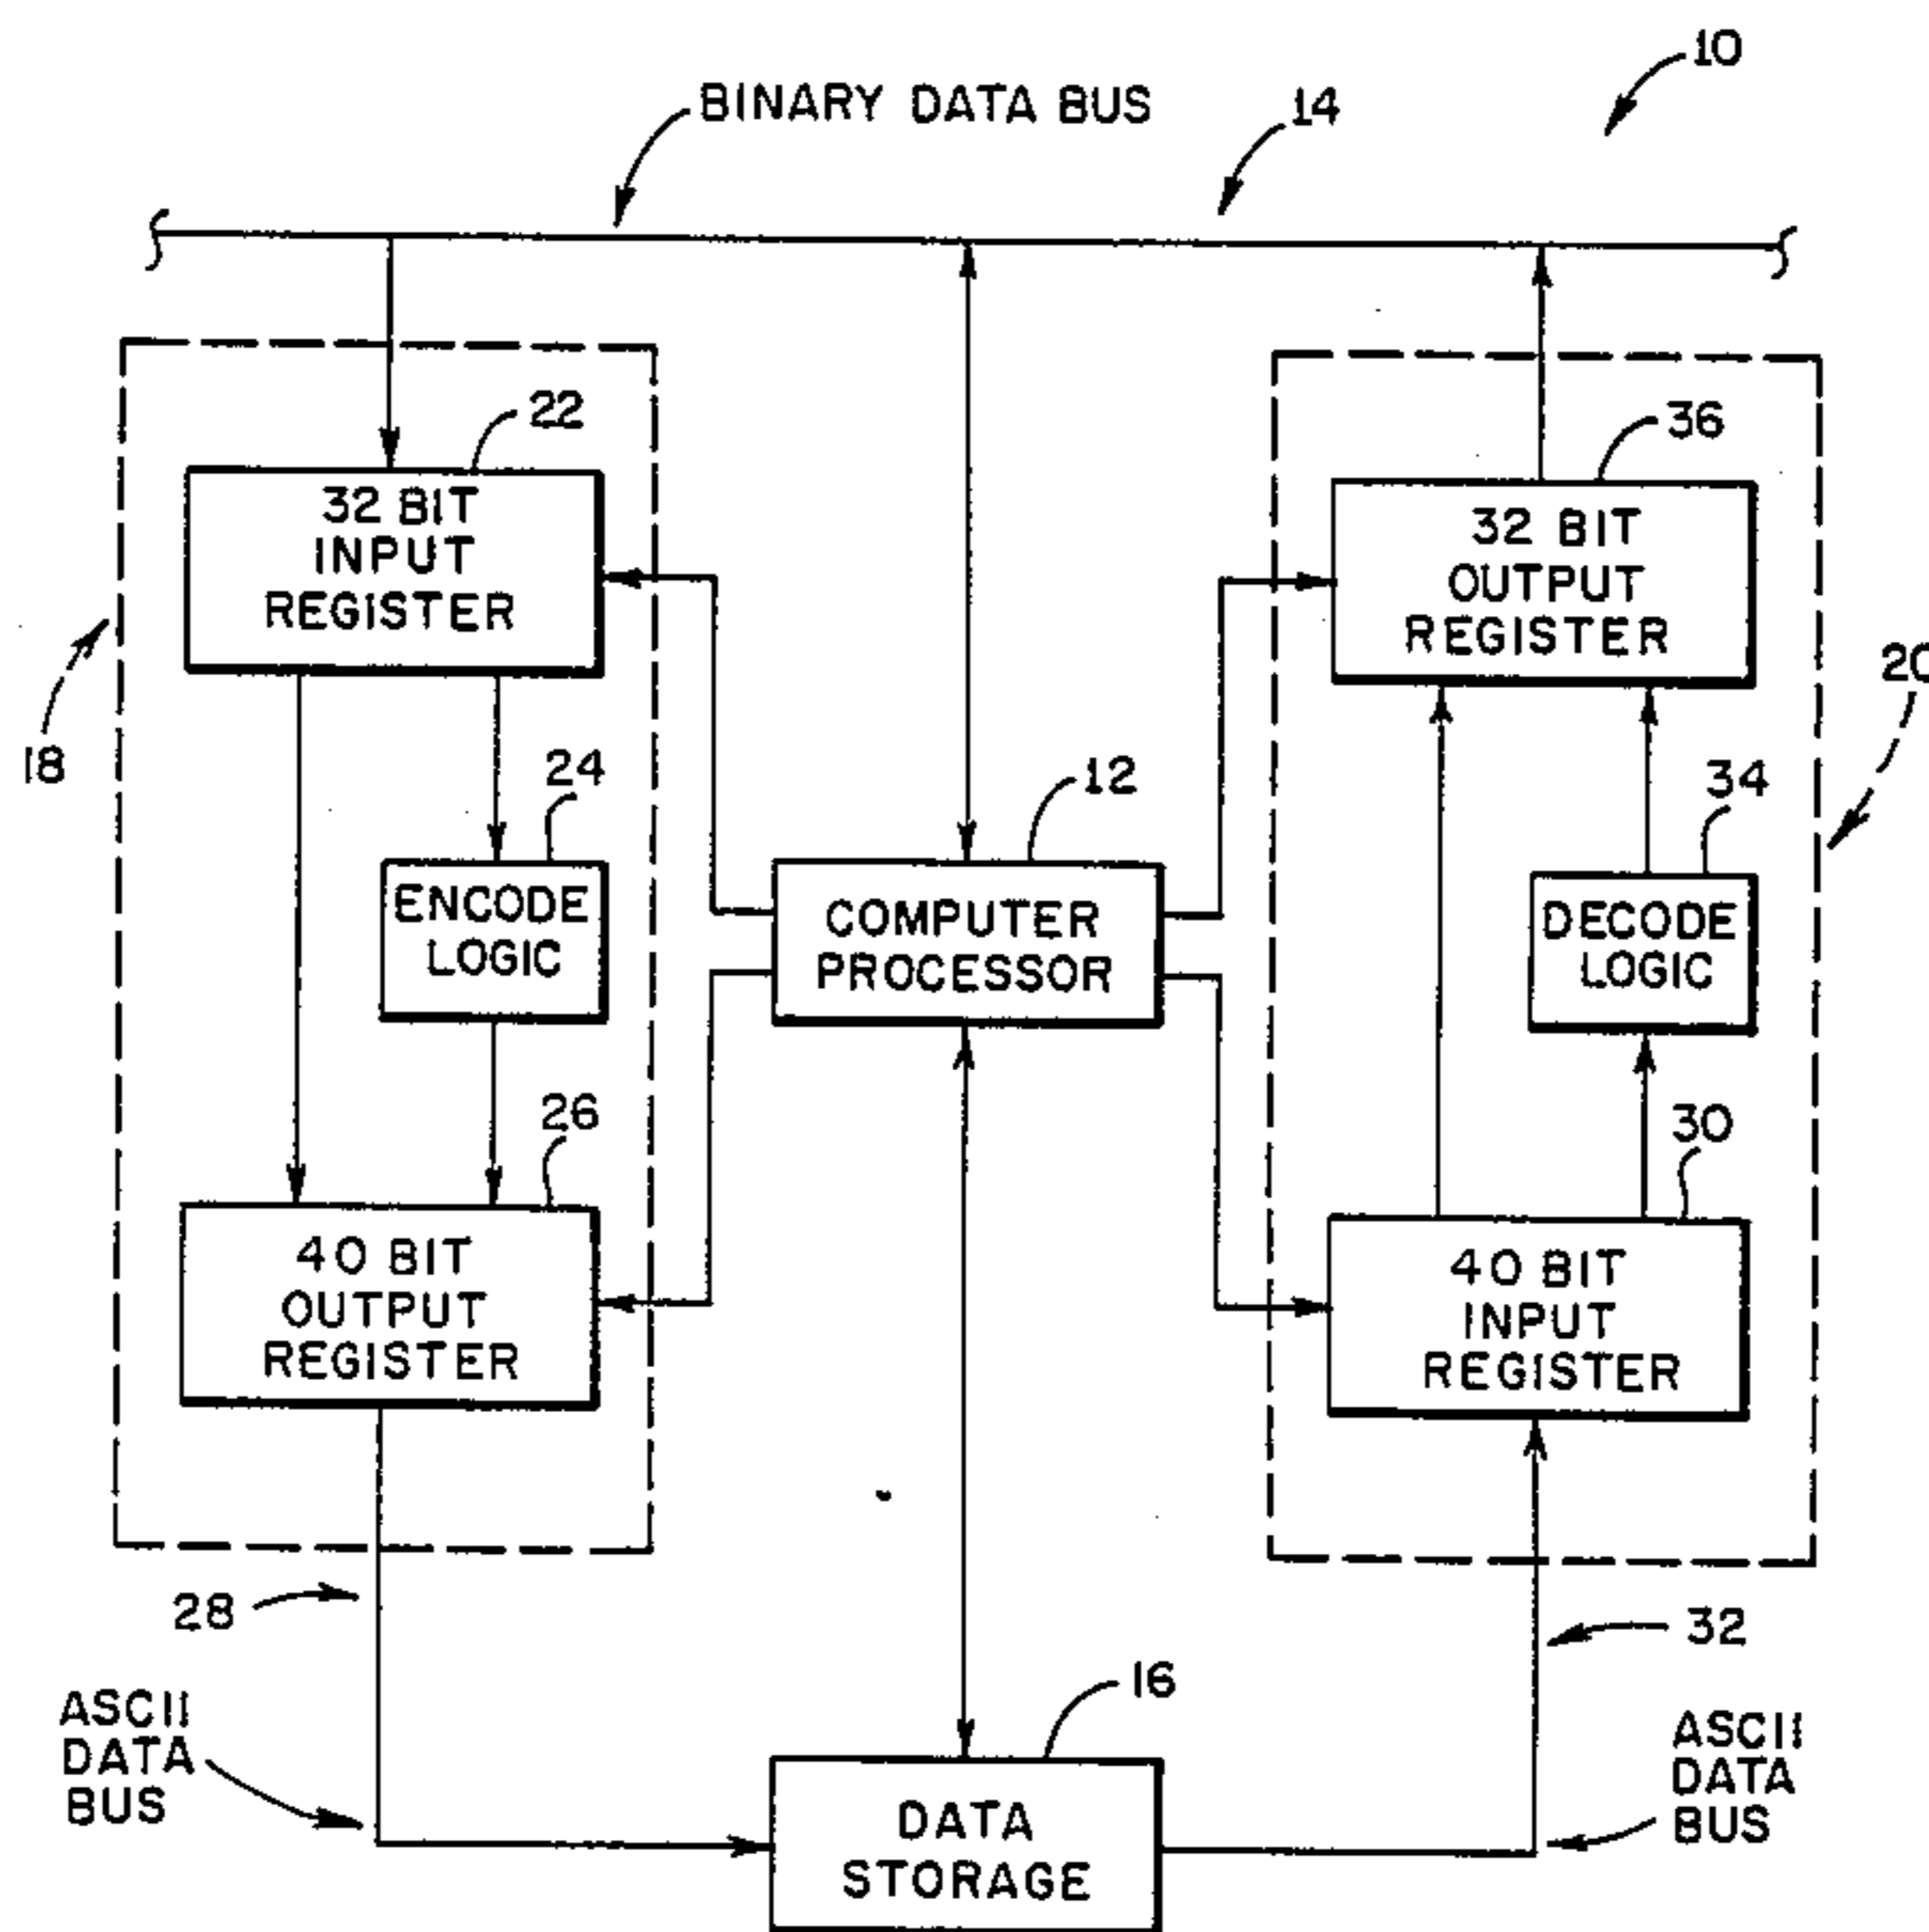 10
BINARY DATA BUS
14
22
36
32 BIT
INPUT
REGISTER
32 BIT
OUTPUT
REGISTER
20
18
24
12
34
ENCODE
LOGIC
COMPUTER
PROCESSOR
DECODE
LOGIC
26
30
40 BIT
OUTPUT
REGISTER
40 BIT
INPUT
REGISTER
28
32
16
ASCII
DATA
BUS
ASCII
DATA
BUS
DATA
STORAGE